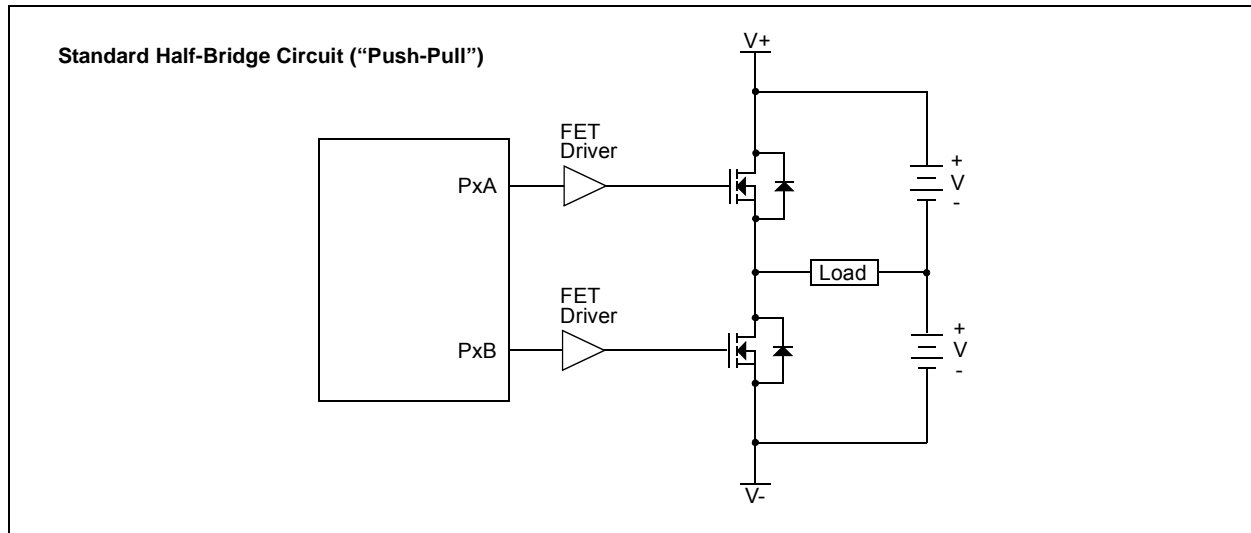 Standard Half-Bridge Circuit (“Push-Pull”)
V+
FET
Driver
PxA
+
V
-
Load
FET
Driver
PxB
+
V
-
V-